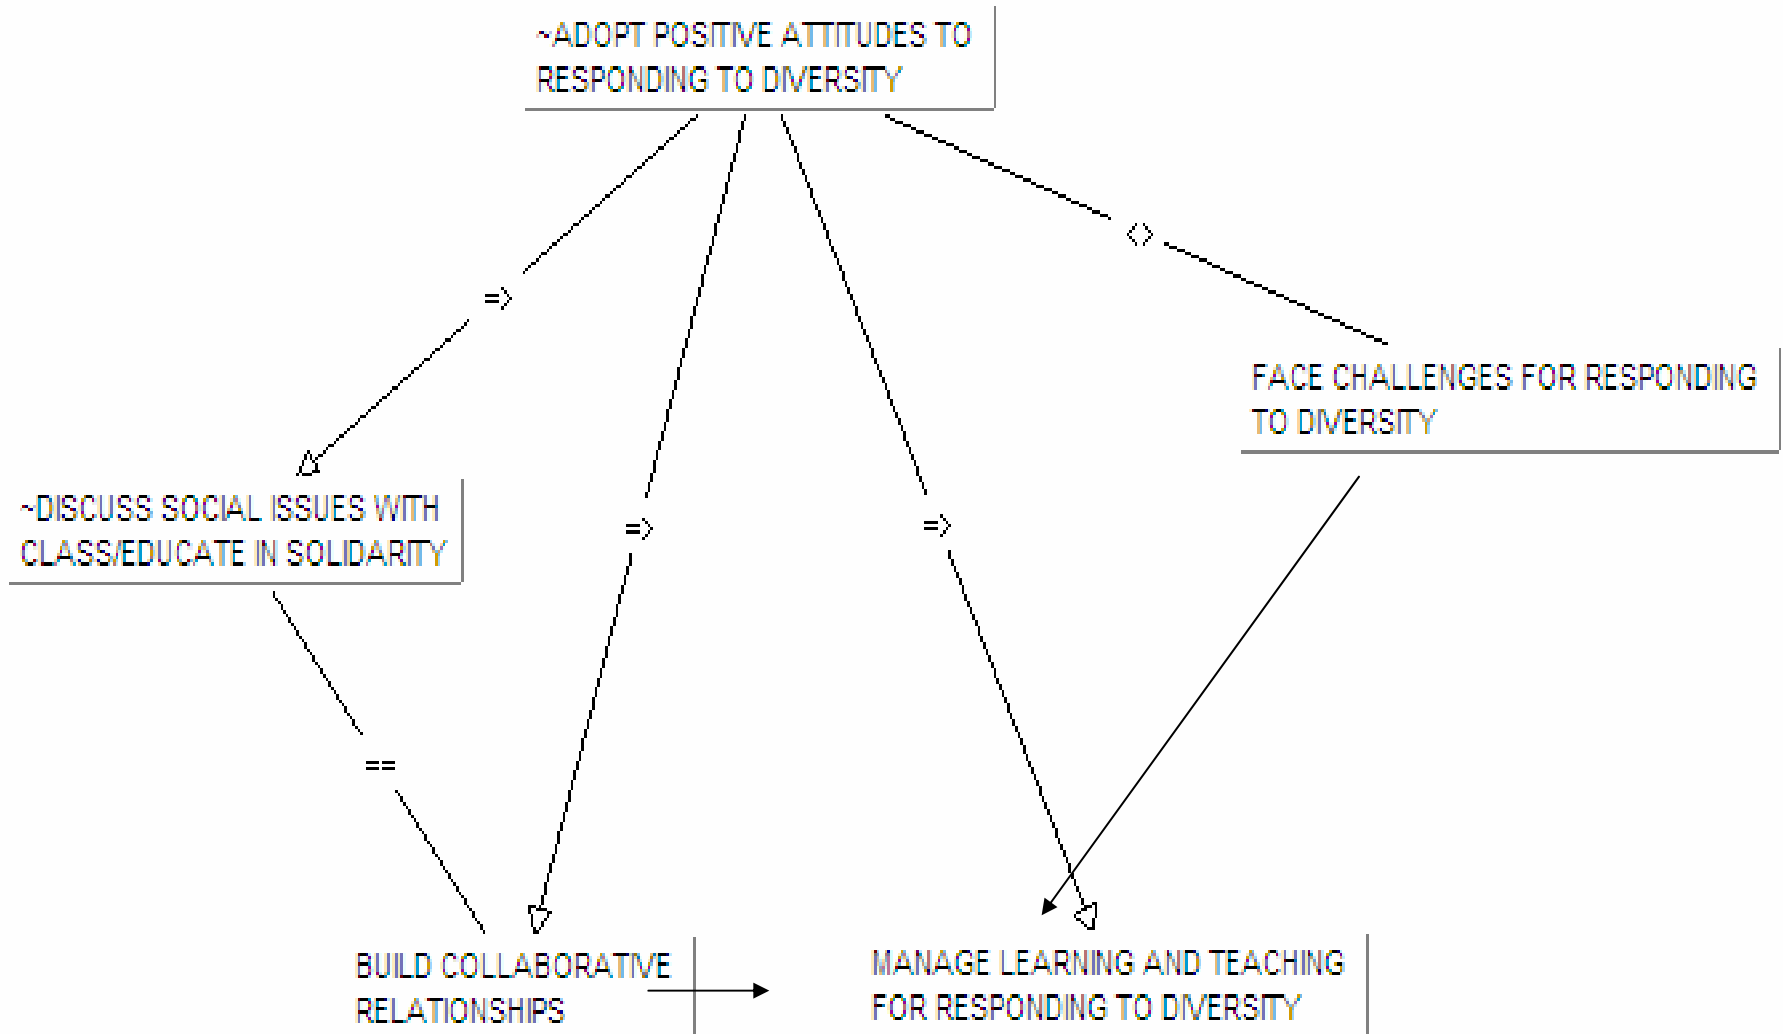 ~ADOPT POSITIVE ATTITUDES TO
RESPONDING TO DIVERSITY
<>
=>
FACE CHALLENGES FOR RESPONDING
TO DIVERSITY
~DISCUSS SOCIAL ISSUES WITH
CLASS/EDUCATE IN SOLIDARITY
=>
=>
==
BUILD COLLABORATIVE
RELATIONSHIPS
MANAGE LEARNING AND TEACHING
FOR RESPONDING TO DIVERSITY